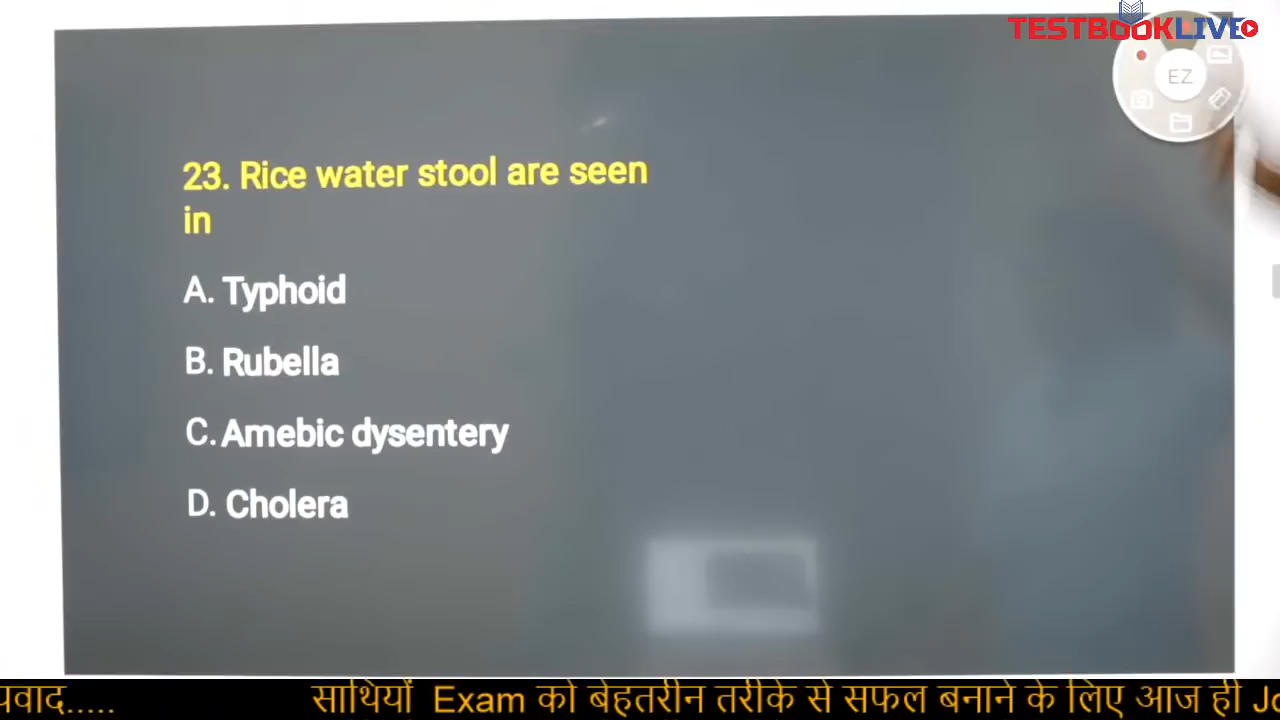 TESTBOOKLIVE
EZ
23. Rice water stool are seen
in
A. Typhoid
B. Rubella
C. Amebic dysentery
D. Cholera
साथियों Exam को बेहतरीन तरीके से सफल बनाने के लिए आज ही